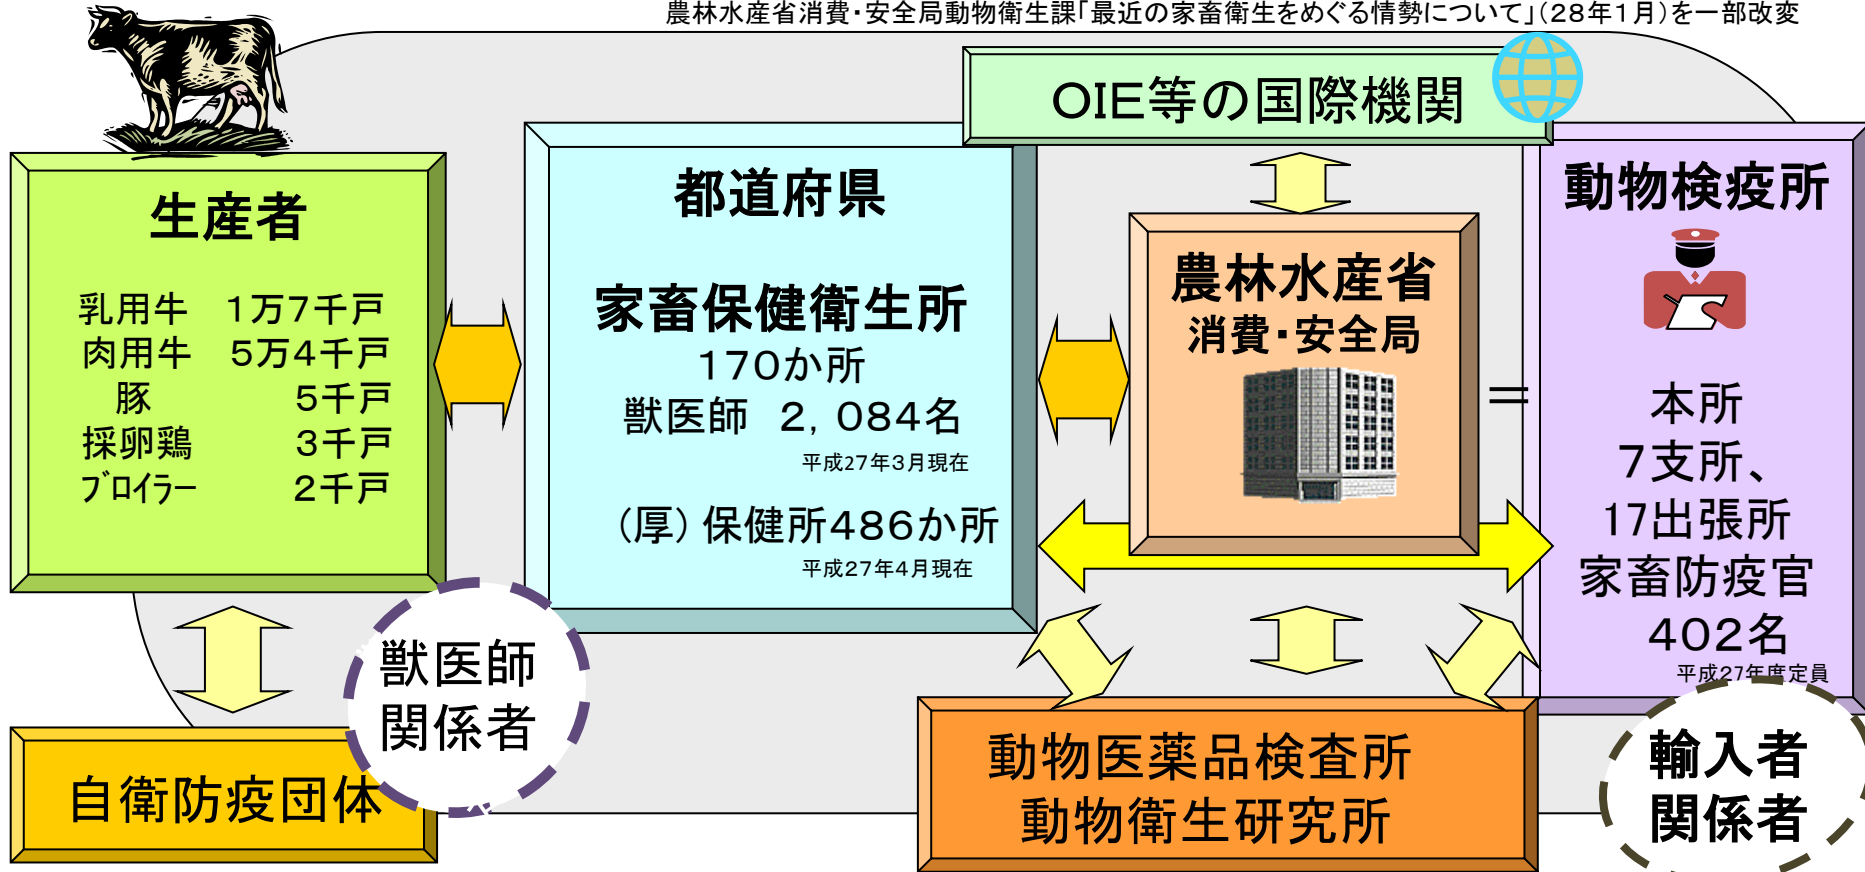 農林水産省消費・安全局動物衛生課「最近の家畜衛生をめぐる情勢について」(28年1月)を一部改変
OIE等の国際機関
生産者
乳用牛 1万7千戸
肉用牛 5万4千戸
豚 5千戸
採卵鶏 3千戸
ブロイラー 2千戸
都道府県
家畜保健衛生所
170か所
獣医師 2,084名
平成27年3月現在
(厚)保健所486か所
平成27年4月現在
農林水産省
消費・安全局
=
動物検疫所
本所
7支所、
17出張所
家畜防疫官
402名
平成27年度定員
獣医師
関係者
自衛防疫団体
動物医薬品検査所
動物衛生研究所
輸入者
関係者